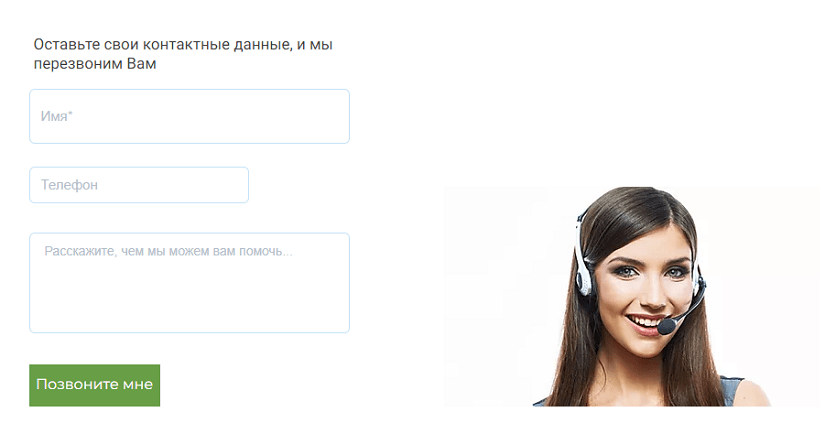 Оставьте свои контактные данные, и мы
перезвоним Вам
Имя*
Телефон
Расскажите, чем мы можем вам помочь...
Позвоните мне